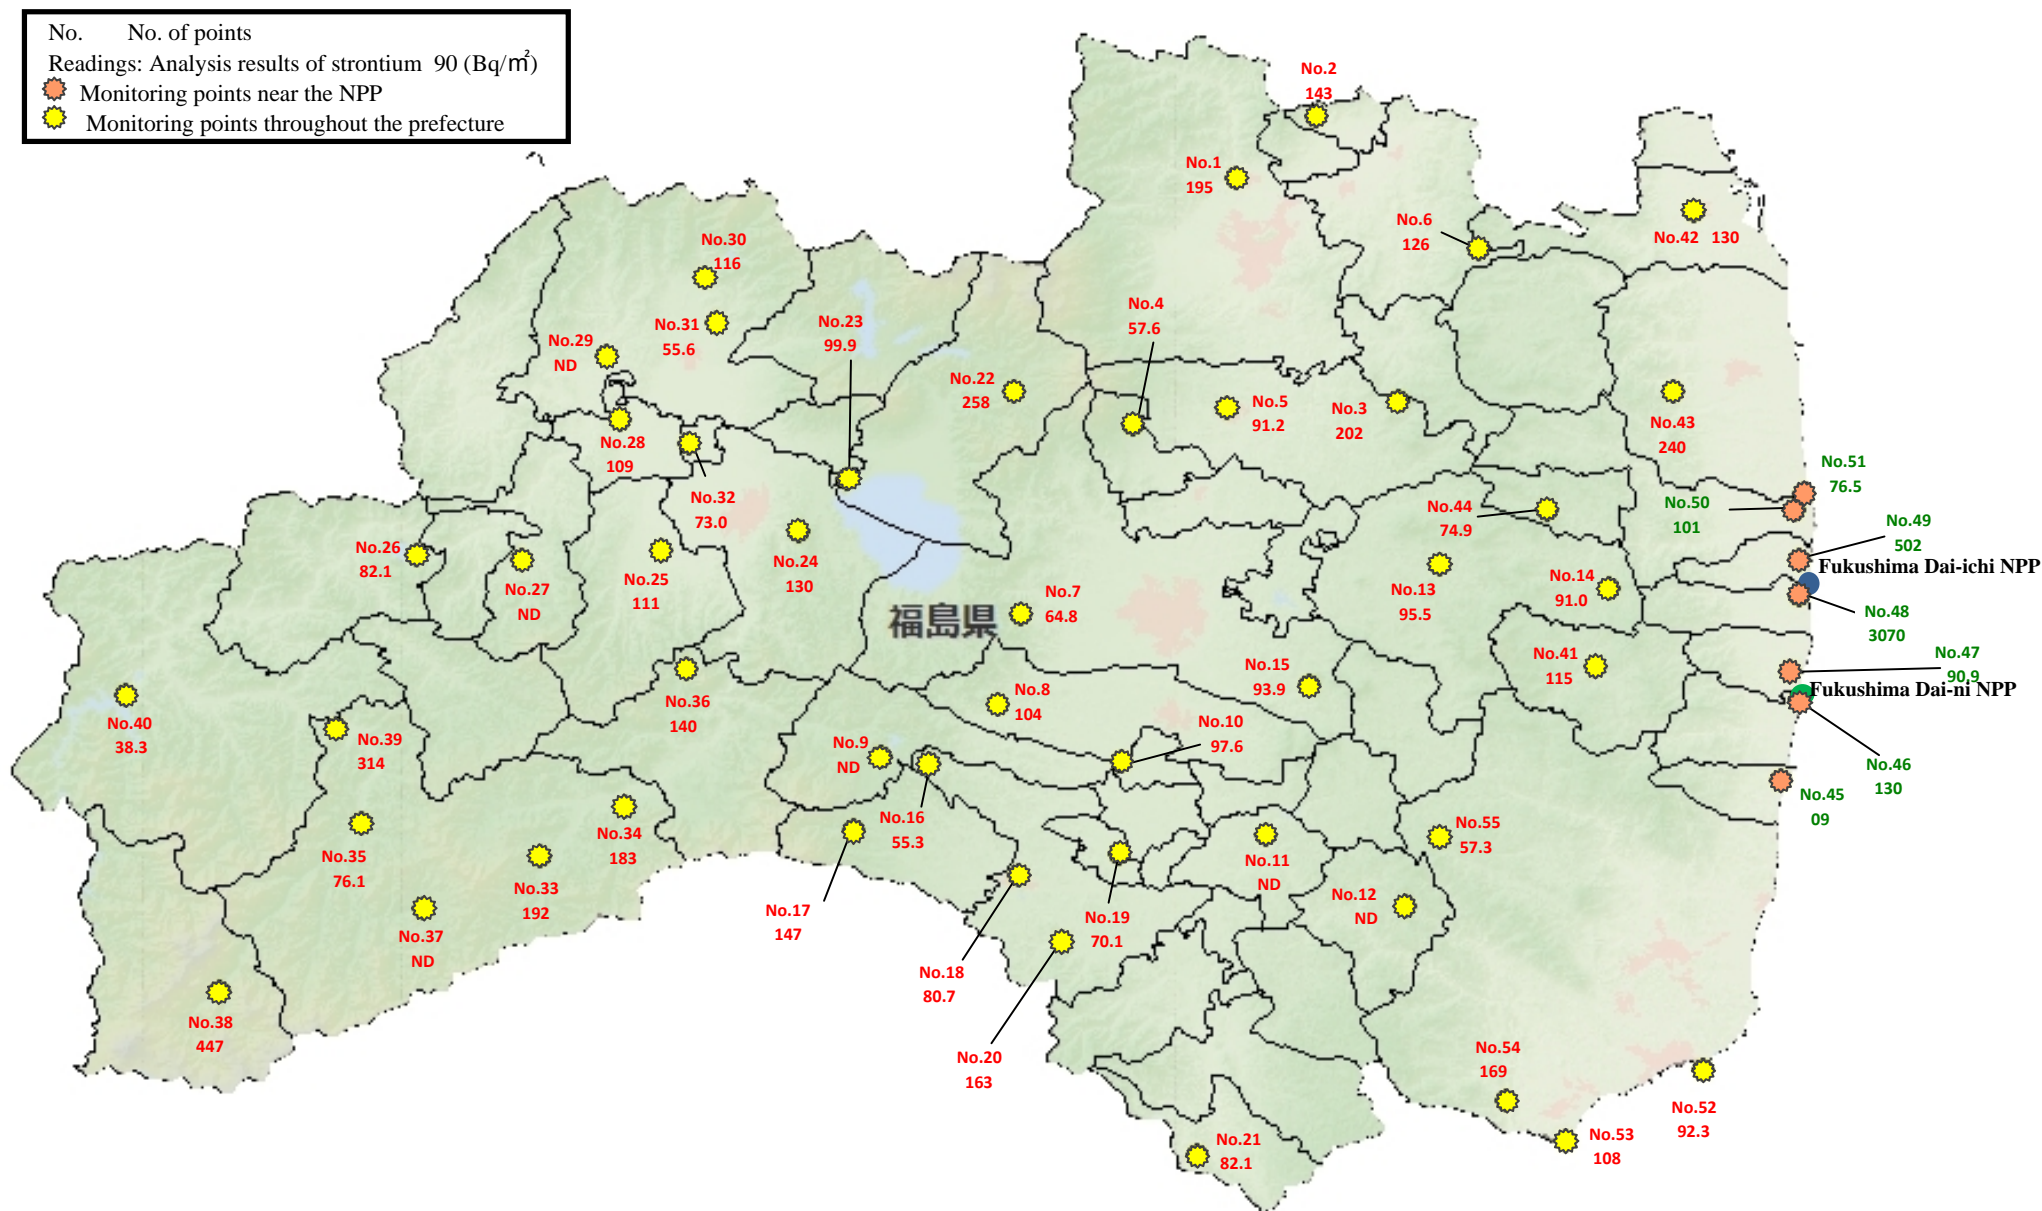 No. No. of points
Readings: Analysis results of strontium 90 (Bq/㎡)
Monitoring points near the NPP
Monitoring points throughout the prefecture
No.2
143
No.1
195
No.6
126
No.42 130
No.30
116
No.31
55.6
No.29
ND
No.23
99.9
No.4
57.6
No.22
258
No.5
91.2
No.3
202
No.43
240
No.28
109
No.32
73.0
No.51
76.5
No.50
101
No.44
74.9
No.49
502
Fukushima Dai-ichi NPP
No.26
82.1
No.27
ND
No.25
111
No.24
130
福島県
No.7
64.8
No.13
95.5
No.14
91.0
No.48
3070
No.47
90.9
Fukushima Dai-ni NPP
No.41
115
No.15
93.9
No.8
104
No.36
140
No.40
38.3
No.39
314
No.9
ND
No.10
97.6
No.46
130
No.45
09
No.16
55.3
No.34
183
No.35
76.1
No.33
192
No.55
57.3
No.11
ND
No.12
ND
No.17
147
No.19
70.1
No.37
ND
No.18
80.7
No.38
447
No.20
163
No.54
169
No.52
92.3
No.53
108
No.21
82.1